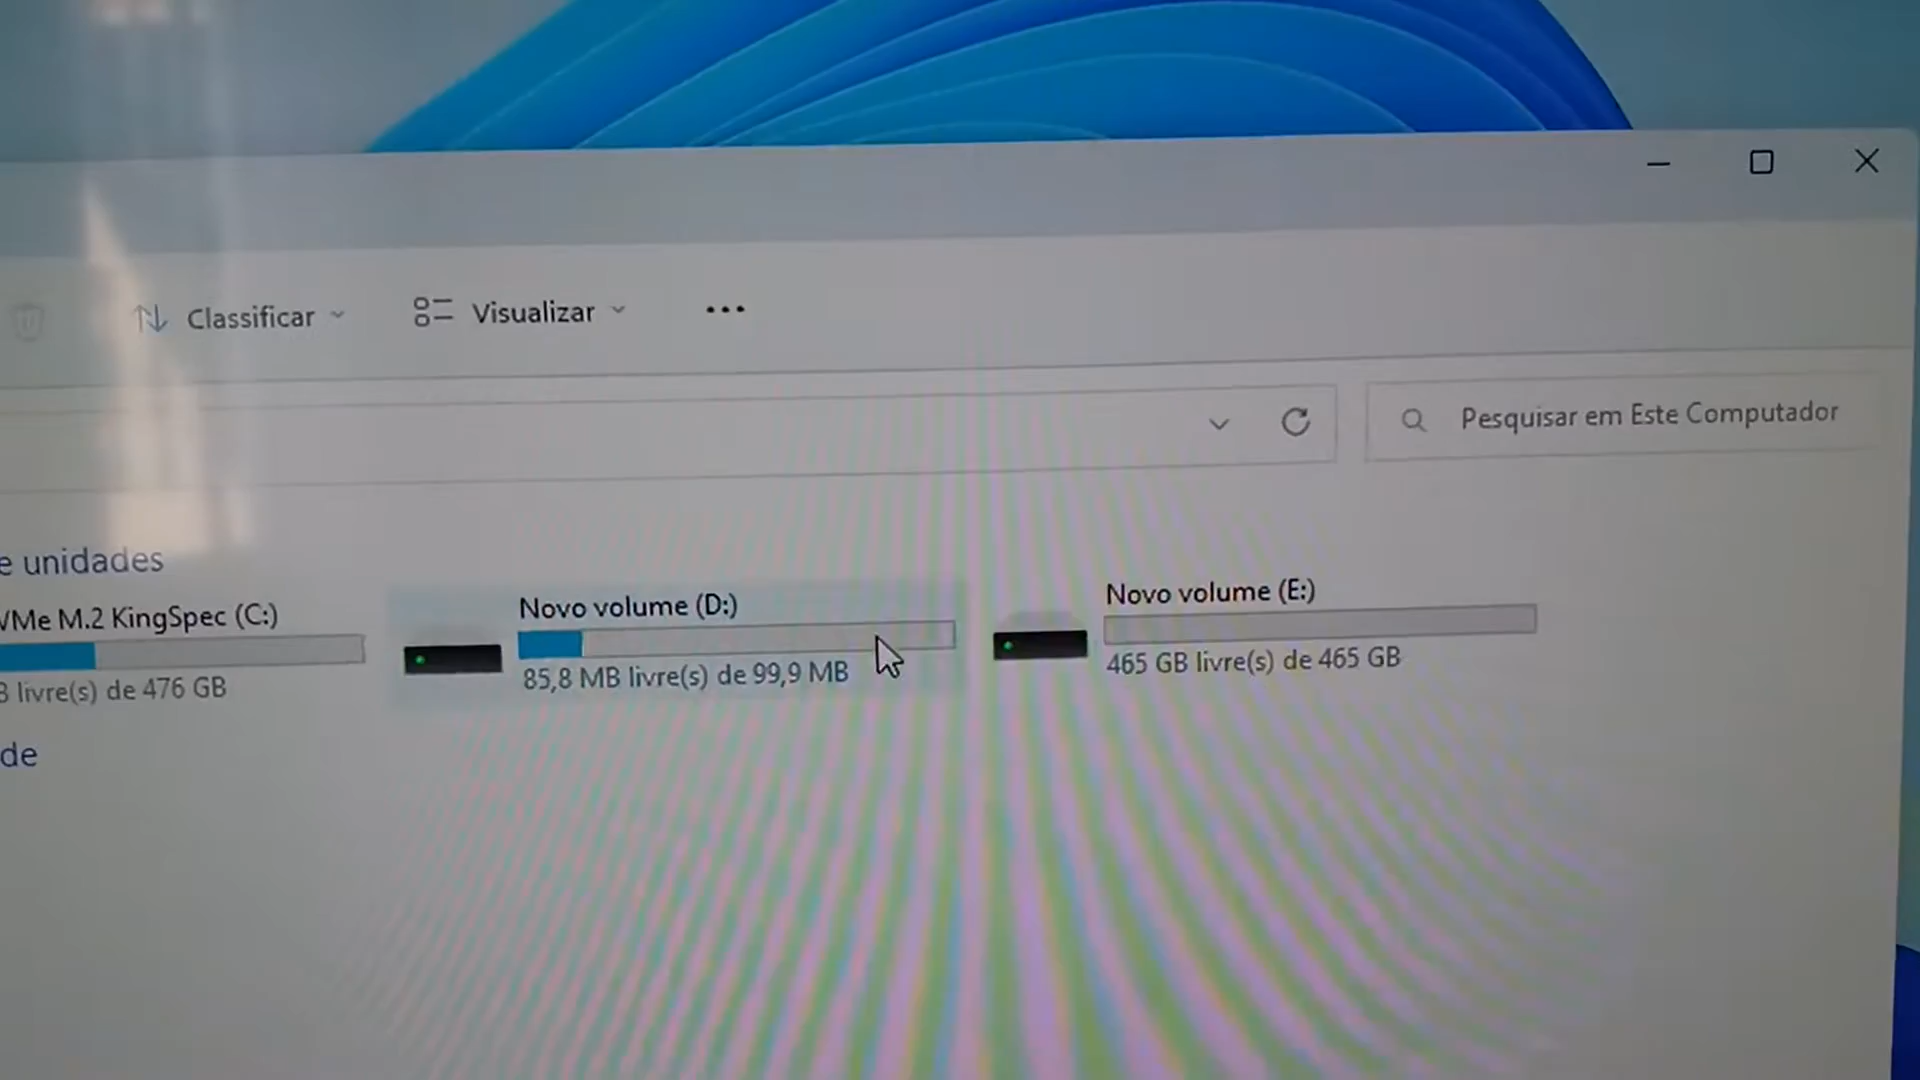 Classificar
Visualizar
Pesquisar em Este Computador
e unidades
VMe M.2 KingSpec (C:)
livre(s) de 476 GB
Novo volume (D:)
85,8 MB livre(s) de 99,9 MB
Novo volume (E:)
465 GB livre(s) de 465 GB
de